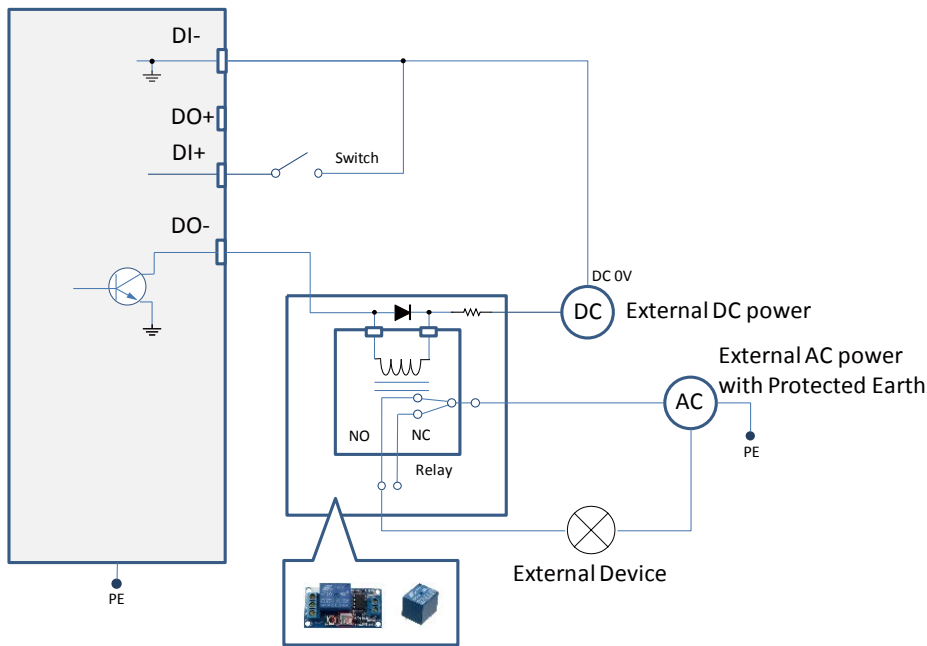 DI-
DO+
DI+
Switch
DO-
DC 0V
DC
External DC power
External AC power
with Protected Earth
AC
NO
NC
PE
Relay
External Device
PE